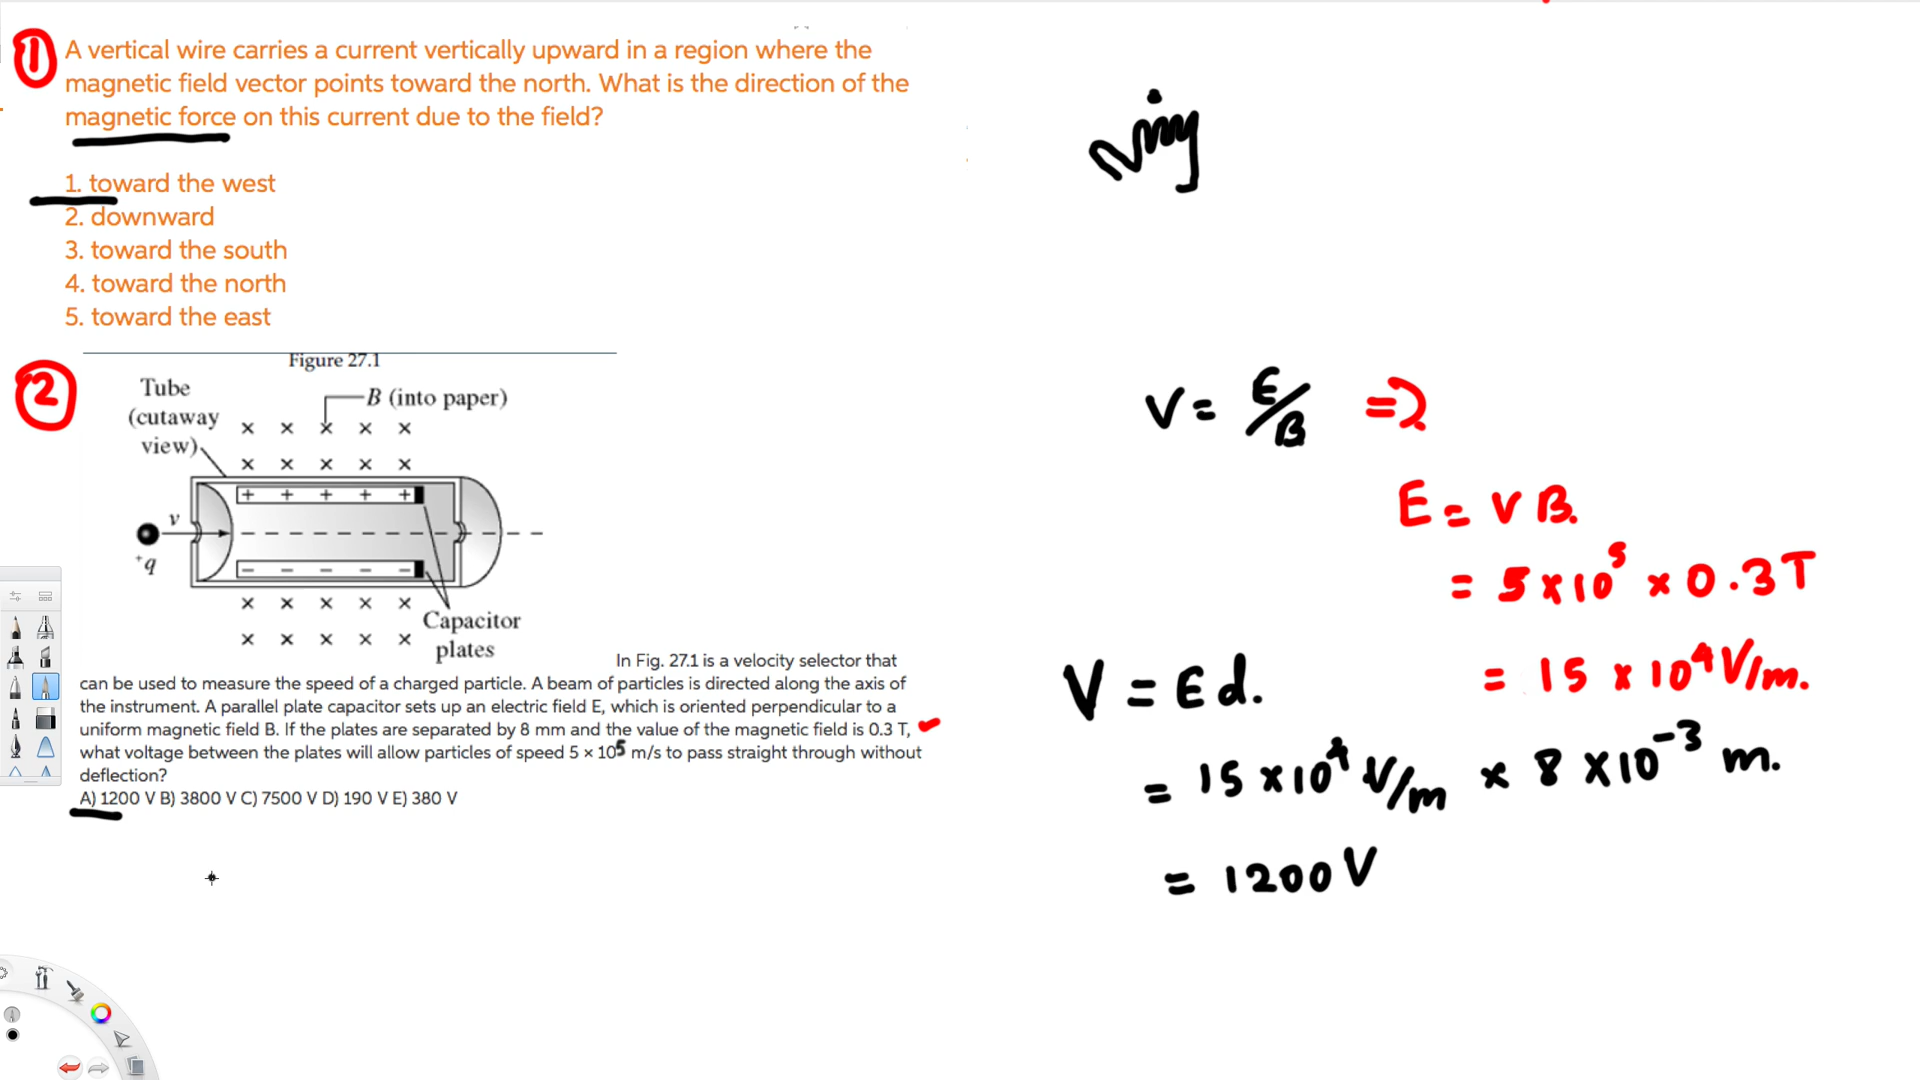 1
A vertical wire carries a current vertically upward in a region where the
magnetic field vector points toward the north. What is the direction of the
magnetic force on this current due to the field?
1. toward the west
2. downward
3. toward the south
4. toward the north
5. toward the east
2
Figure 27.1
Tube
(cutaway
view)
B (into paper)
× × × × ×
× × × × ×
+ + + + +
v
+q
− − − − −
× × × × ×
× × × × ×
Capacitor
plates
In Fig. 27.1 is a velocity selector that
can be used to measure the speed of a charged particle. A beam of particles is directed along the axis of
the instrument. A parallel plate capacitor sets up an electric field E, which is oriented perpendicular to a
uniform magnetic field B. If the plates are separated by 8 mm and the value of the magnetic field is 0.3 T,
what voltage between the plates will allow particles of speed 5 × 10⁵ m/s to pass straight through without
deflection?
A) 1200 V B) 3800 V C) 7500 V D) 190 V E) 380 V
V = E/B ⇒
E = VB.
= 5 × 10⁵ × 0.3T
= 15 × 10⁴ V/m.
V = Ed.
= 15 × 10⁴ V/m × 8 × 10⁻³ m.
= 1200 V